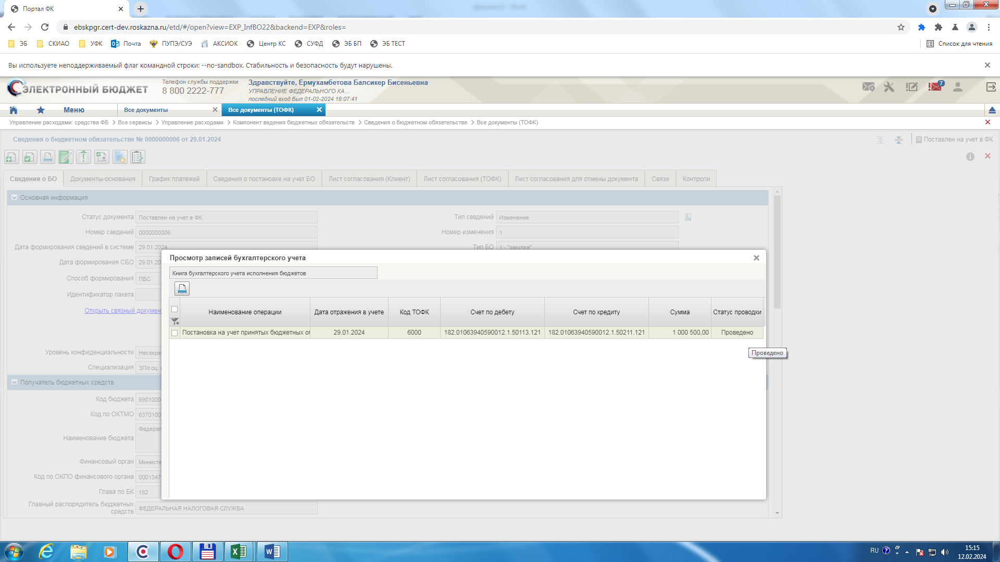 Портал ФК
ebskpgr.cert-dev.roskazna.ru/etd/#/open?view=EXP_InfBO22&backend=EXP&roles=
ЭБ СКИАО УФК Почта ПУПЭ/СУЭ АКСИОК Центр КС СУФД ЭБ БП ЭБ ТЕСТ Список для чтения
Вы используете неподдерживаемый флаг командной строки: --no-sandbox. Стабильность и безопасность будут нарушены.
ЭЛЕКТРОННЫЙ БЮДЖЕТ
Телефон службы поддержки
8 800 2222-777
Здравствуйте, Ермухамбетова Балсикер Бисеньевна
УПРАВЛЕНИЕ ФЕДЕРАЛЬНОГО КА...
последний вход был 01-02-2024 18:07:41
7
Меню Все документы Все документы (ТОФК)
Управление расходами: средства ФБ > Все сервисы > Управление расходами > Компонент ведения бюджетных обязательств > Сведения о бюджетном обязательстве > Все документы (ТОФК)
Сведения о бюджетном обязательстве № 0000000006 от 29.01.2024
Поставлен на учет в ФК
Сведения о БО Документы-основания График платежей Сведения о постановке на учет БО Лист согласования (Клиент) Лист согласования (ТОФК) Лист согласования для отмены документа Связи Контроли
Основная информация
Статус документа Поставлен на учет в ФК Тип сведений Изменение
Номер сведений 0000000006 Номер изменения 1
Дата формирования сведений в системе 29.01.2024 Тип БО 1 - "закупка"
Дата формирования СБО 29.01.20
Способ формирования ПБС
Идентификатор пакета
Открыть связный докумен
Уровень конфиденциальности Несекре
Специализация ЗП/соц.
Получатель бюджетных средств
Код бюджета 9901000
Код по ОКТМО 6370100
Наименование бюджета Федерал
Финансовый орган Министе
Код по ОКПО финансового органа 0001347
Глава по БК 182
Главный распорядитель бюджетных
средств ФЕДЕРАЛЬНАЯ НАЛОГОВАЯ СЛУЖБА
Просмотр записей бухгалтерского учета
Книга бухгалтерского учета исполнения бюджетов
Наименование операции Дата отражения в учете Код ТОФК Счет по дебету Счет по кредиту Сумма Статус проводки
Постановка на учет принятых бюджетных об 29.01.2024 6000 182.01063940590012.1.50113.121 182.01063940590012.1.50211.121 1 000 500,00 Проведено
Проведено
RU
15:15
12.02.2024